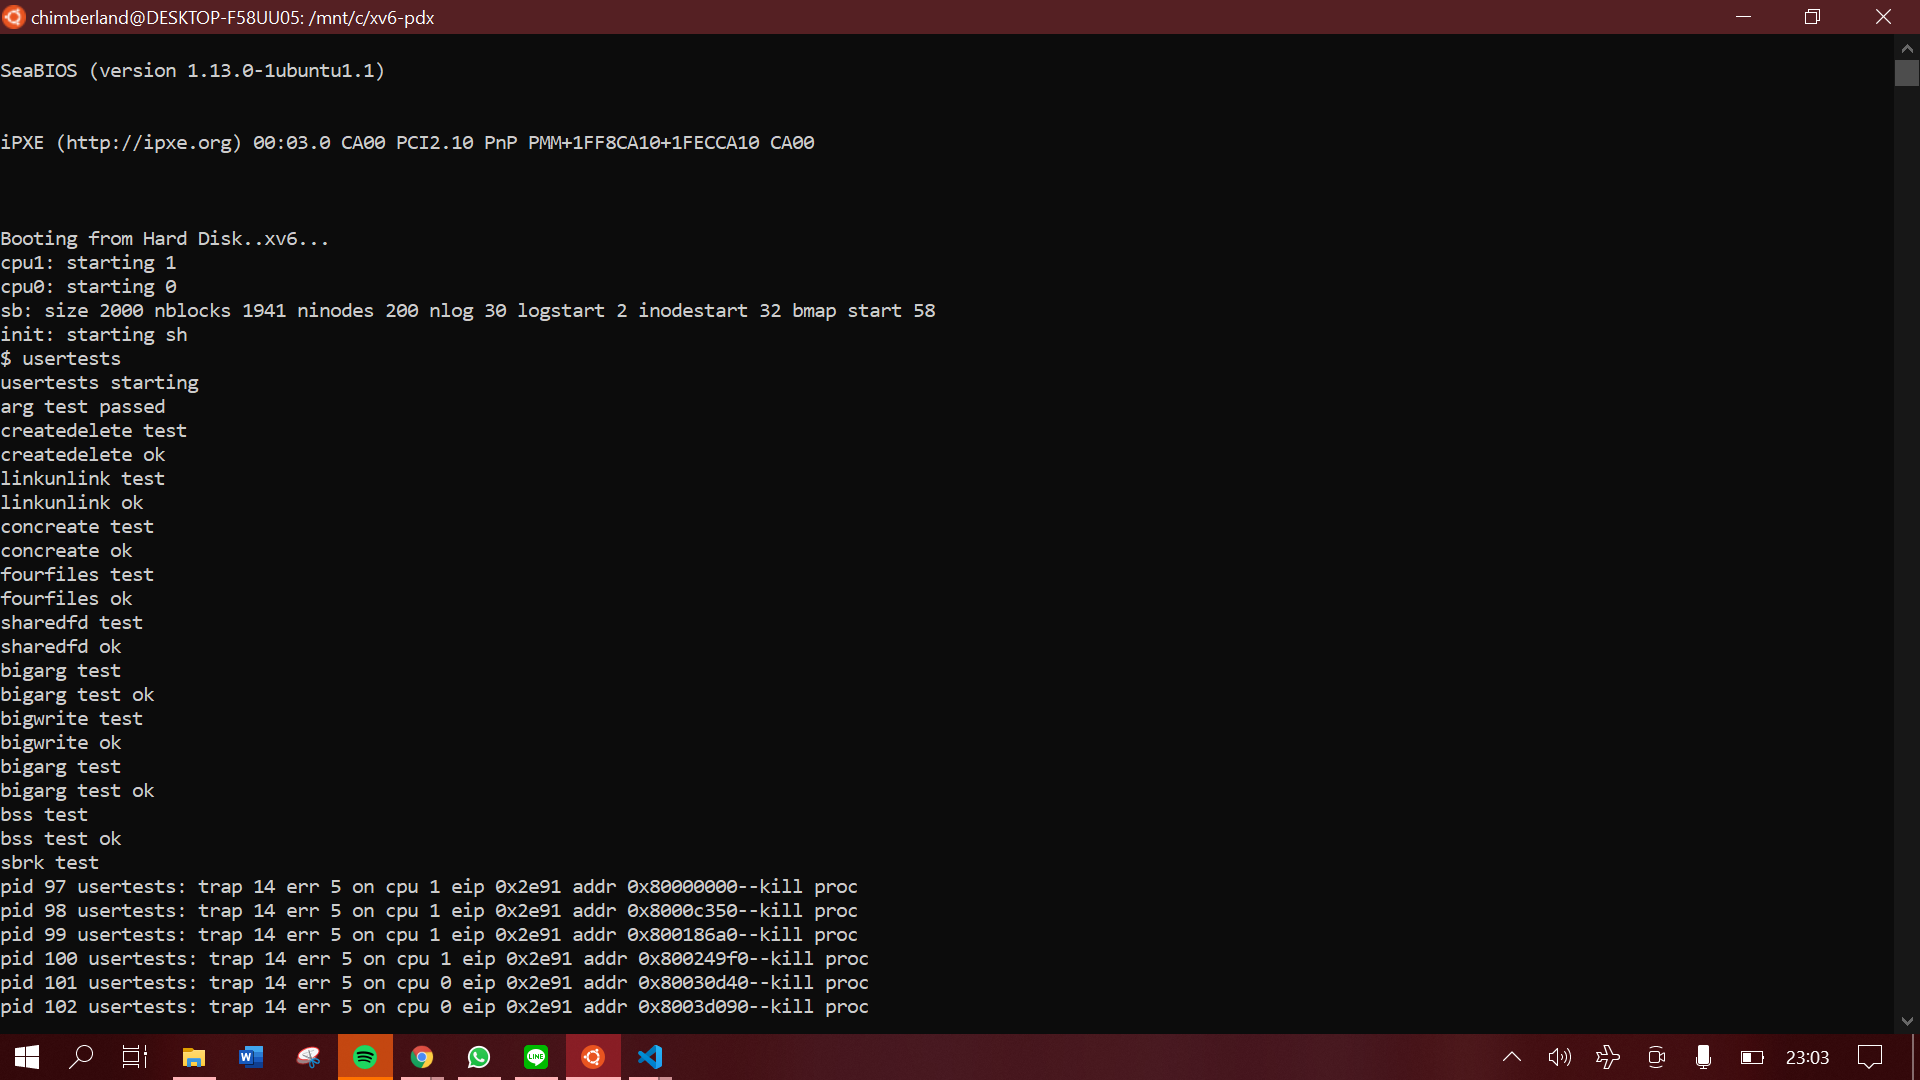 chimberland@DESKTOP-F58UU05: /mnt/c/xv6-pdx
SeaBIOS (version 1.13.0-1ubuntu1.1)
iPXE (http://ipxe.org) 00:03.0 CA00 PCI2.10 PnP PMM+1FF8CA10+1FECCA10 CA00
Booting from Hard Disk..xv6...
cpu1: starting 1
cpu0: starting 0
sb: size 2000 nblocks 1941 ninodes 200 nlog 30 logstart 2 inodestart 32 bmap start 58
init: starting sh
$ usertests
usertests starting
arg test passed
createdelete test
createdelete ok
linkunlink test
linkunlink ok
concreate test
concreate ok
fourfiles test
fourfiles ok
sharedfd test
sharedfd ok
bigarg test
bigarg test ok
bigwrite test
bigwrite ok
bigarg test
bigarg test ok
bss test
bss test ok
sbrk test
pid 97 usertests: trap 14 err 5 on cpu 1 eip 0x2e91 addr 0x80000000--kill proc
pid 98 usertests: trap 14 err 5 on cpu 1 eip 0x2e91 addr 0x8000c350--kill proc
pid 99 usertests: trap 14 err 5 on cpu 1 eip 0x2e91 addr 0x800186a0--kill proc
pid 100 usertests: trap 14 err 5 on cpu 1 eip 0x2e91 addr 0x800249f0--kill proc
pid 101 usertests: trap 14 err 5 on cpu 0 eip 0x2e91 addr 0x80030d40--kill proc
pid 102 usertests: trap 14 err 5 on cpu 0 eip 0x2e91 addr 0x8003d090--kill proc
W
LINE
23:03